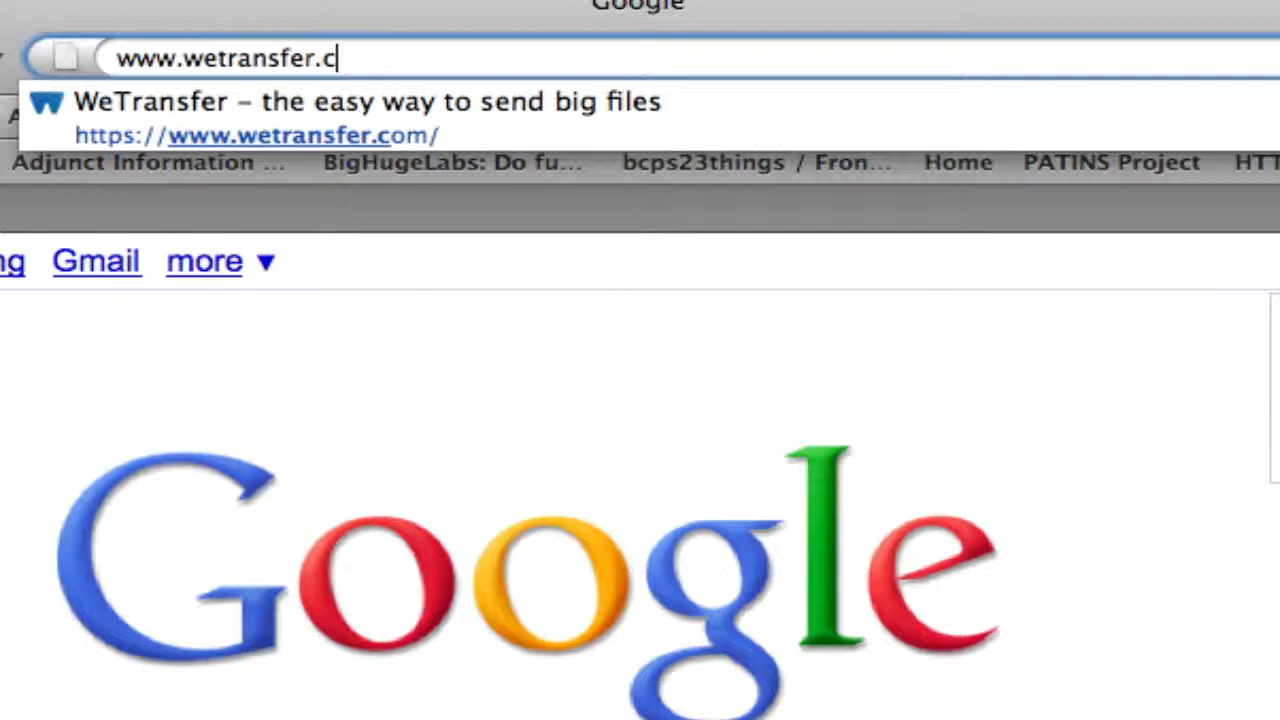 Google
www.wetransfer.c
WeTransfer – the easy way to send big files
https://www.wetransfer.com/
Adjunct Information ... BigHugeLabs: Do fu... bcps23things / Fron... Home PATINS Project HTT
ng Gmail more ▼
Google